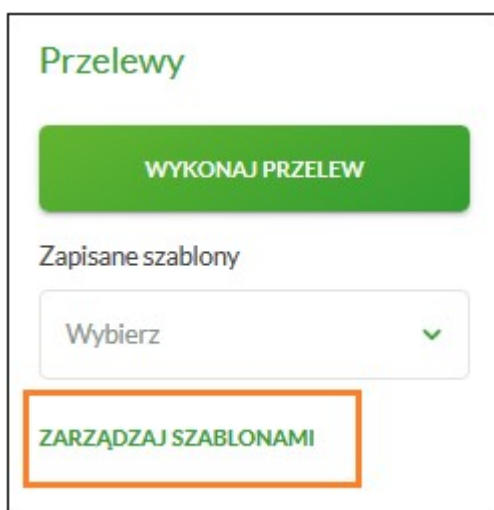 Przelewy
WYKONAJ PRZELEW
Zapisane szablony
Wybierz
ZARZĄDZAJ SZABLONAMI